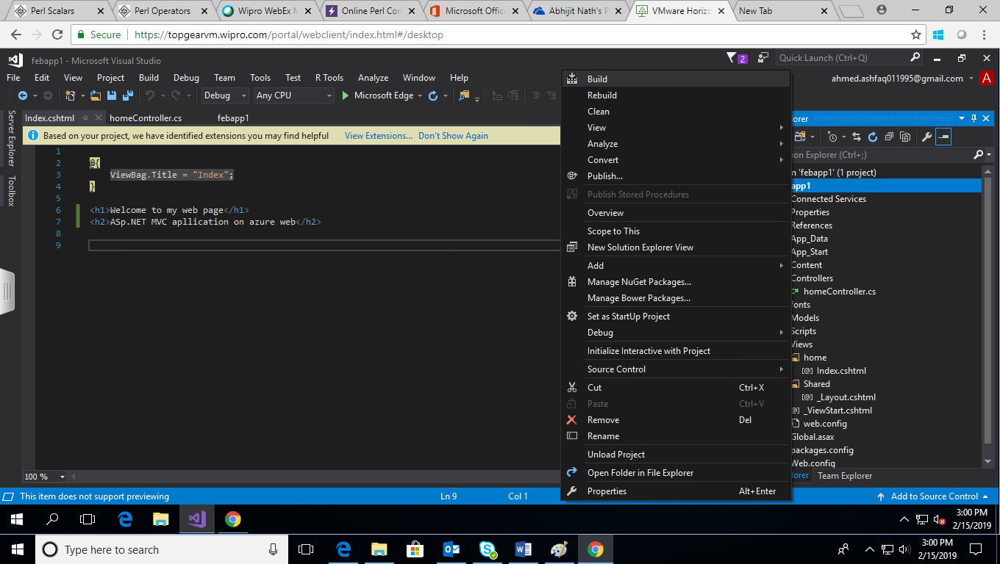 Perl Scalars
Perl Operators
Wipro WebEx M
Online Perl Con
Microsoft Offic
Abhijit Nath's P
VMware Horizo
New Tab
Secure
https://topgearvm.wipro.com/portal/webclient/index.html#/desktop
febapp1 - Microsoft Visual Studio
2
Quick Launch (Ctrl+Q)
File Edit View Project Build Debug Team Tools Test R Tools Analyze Window Help
ahmed.ashfaq011995@gmail.com
A
Debug
Any CPU
Microsoft Edge
Server Explorer
Toolbox
Index.cshtml
homeController.cs
febapp1
Based on your project, we have identified extensions you may find helpful View Extensions... Don't Show Again
1
2 @{
3 ViewBag.Title = "Index";
4 }
5
6 <h1>Welcome to my web page</h1>
7 <h2>ASp.NET MVC apllication on azure web</h2>
8
9
100 %
Build
Rebuild
Clean
View
Analyze
Convert
Publish...
Publish Stored Procedures
Overview
Scope to This
New Solution Explorer View
Add
Manage NuGet Packages...
Manage Bower Packages...
Set as StartUp Project
Debug
Initialize Interactive with Project
Source Control
Cut Ctrl+X
Paste Ctrl+V
Remove Del
Rename
Unload Project
Open Folder in File Explorer
Properties Alt+Enter
orer
on Explorer (Ctrl+;)
n 'febapp1' (1 project)
app1
Connected Services
Properties
References
App_Data
App_Start
Content
Controllers
homeController.cs
onts
Models
Scripts
Views
home
Index.cshtml
Shared
_Layout.cshtml
_ViewStart.cshtml
web.config
Global.asax
packages.config
Web.config
orer
Team Explorer
This item does not support previewing
Ln 9
Col 1
Add to Source Control
3:00 PM
2/15/2019
Type here to search
3:00 PM
2/15/2019